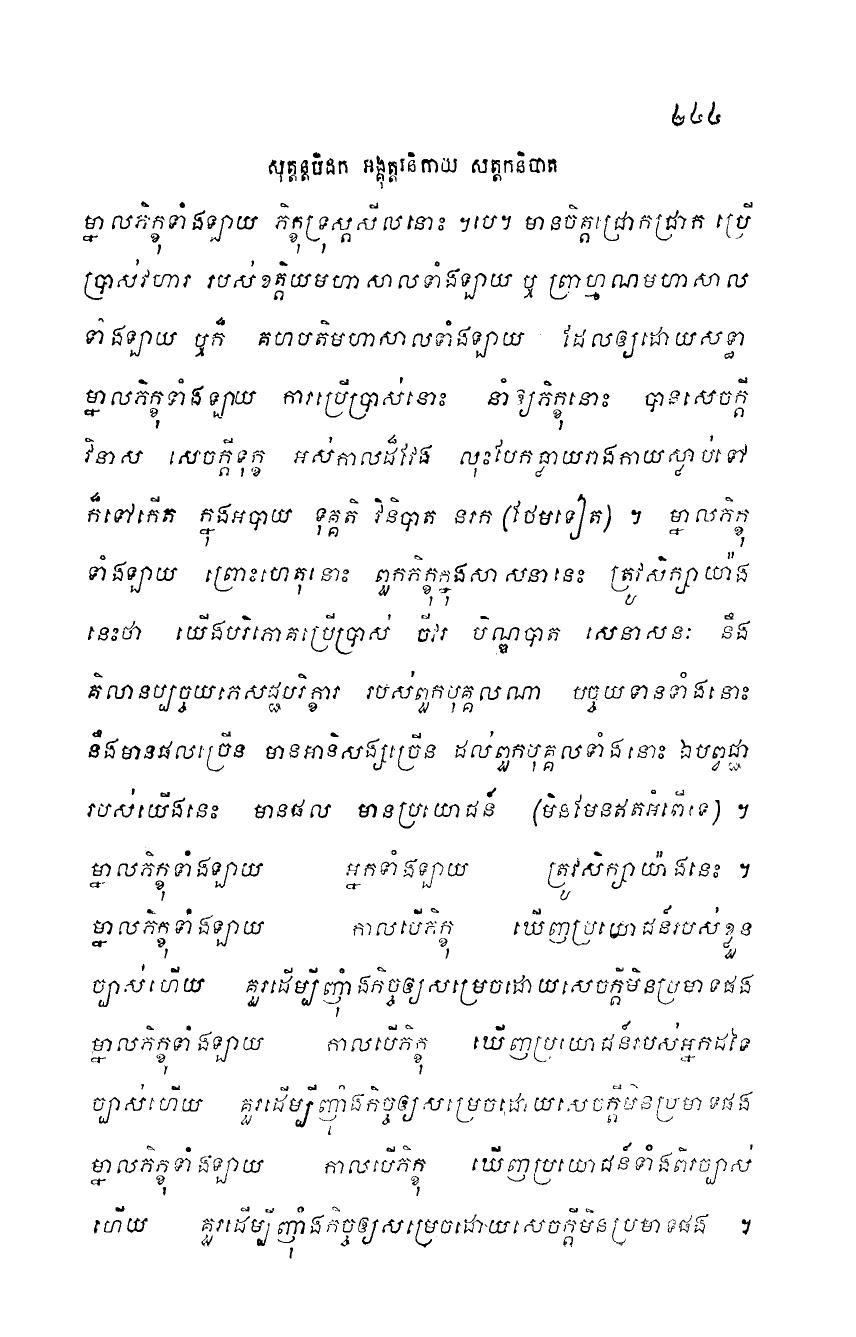 ២៤៤
សុត្តន្តបិដក អង្គុត្តរនិកាយ សត្តកនិបាត
ម្នាលភិក្ខុទាំងឡាយ ភិក្ខុទ្រុស្តសីលនោះ ។បេ។ មានចិត្តជ្រោកជ្រាក ប្រើ
ប្រាស់វិហារ របស់ខត្តិយមហាសាលទាំងឡាយ ឬ ព្រាហ្មណមហាសាល
ទាំងឡាយ ឬក៏ គហបតិមហាសាលទាំងឡាយ ដែលឲ្យដោយសទ្ធា
ម្នាលភិក្ខុទាំងឡាយ ការប្រើប្រាស់នោះ នាំឱ្យភិក្ខុនោះ បានសេចក្តី
វិនាស សេចក្តីទុក្ខ អស់កាលដ៏វែង លុះបែកធ្លាយរាងកាយស្លាប់ទៅ
ក៏ទៅកើត ក្នុងអបាយ ទុគ្គតិ វិនិបាត នរក (ថែមទៀត) ។ ម្នាលភិក្ខុ
ទាំងឡាយ ព្រោះហេតុនោះ ពួកភិក្ខុក្នុងសាសនានេះ ត្រូវសិក្សាយ៉ាង
នេះថា យើងបរិភោគប្រើប្រាស់ ចីវរ បិណ្ឌបាត សេនាសនៈ នឹង
គិលានប្បច្ចយភេសជ្ជបរិក្ខារ របស់ពួកបុគ្គលណា បច្ចយទានទាំងនោះ
នឹងមានផលច្រើន មានអានិសង្សច្រើន ដល់ពួកបុគ្គលទាំងនោះ ឯបព្វជ្ជា
របស់យើងនេះ មានផល មានប្រយោជន៍ (មិនមែនឥតអំពើទេ) ។
ម្នាលភិក្ខុទាំងឡាយ អ្នកទាំងឡាយ ត្រូវសិក្សាយ៉ាងនេះ ។
ម្នាលភិក្ខុទាំងឡាយ កាលបើភិក្ខុ ឃើញប្រយោជន៍របស់ខ្លួន
ច្បាស់ហើយ គួរដើម្បីញ៉ាំងកិច្ចឲ្យសម្រេចដោយសេចក្តីមិនប្រមាទផង
ម្នាលភិក្ខុទាំងឡាយ កាលបើភិក្ខុ ឃើញប្រយោជន៍របស់អ្នកដទៃ
ច្បាស់ហើយ គួរដើម្បីញ៉ាំងកិច្ចឲ្យសម្រេចដោយសេចក្តីមិនប្រមាទផង
ម្នាលភិក្ខុទាំងឡាយ កាលបើភិក្ខុ ឃើញប្រយោជន៍ទាំងពីរច្បាស់
ហើយ គួរដើម្បីញ៉ាំងកិច្ចឲ្យសម្រេចដោយសេចក្តីមិនប្រមាទផង ។